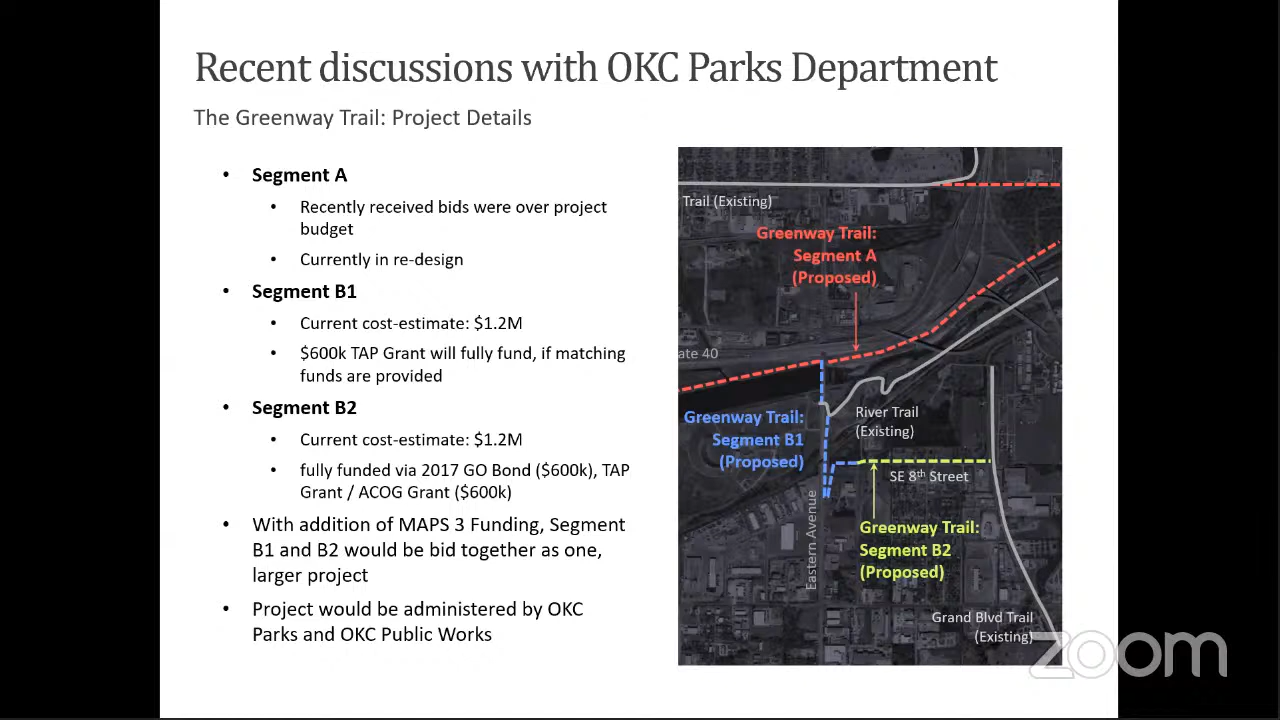 Recent discussions with OKC Parks Department
The Greenway Trail: Project Details
• Segment A
• Recently received bids were over project
budget
• Currently in re-design
• Segment B1
• Current cost-estimate: $1.2M
• $600k TAP Grant will fully fund, if matching
funds are provided
• Segment B2
• Current cost-estimate: $1.2M
• fully funded via 2017 GO Bond ($600k), TAP
Grant / ACOG Grant ($600k)
• With addition of MAPS 3 Funding, Segment
B1 and B2 would be bid together as one,
larger project
• Project would be administered by OKC
Parks and OKC Public Works
Trail (Existing)
Greenway Trail:
Segment A
(Proposed)
ate 40
Greenway Trail:
Segment B1
(Proposed)
River Trail
(Existing)
SE 8th Street
Eastern Avenue
Greenway Trail:
Segment B2
(Proposed)
Grand Blvd Trail
(Existing)
zoom